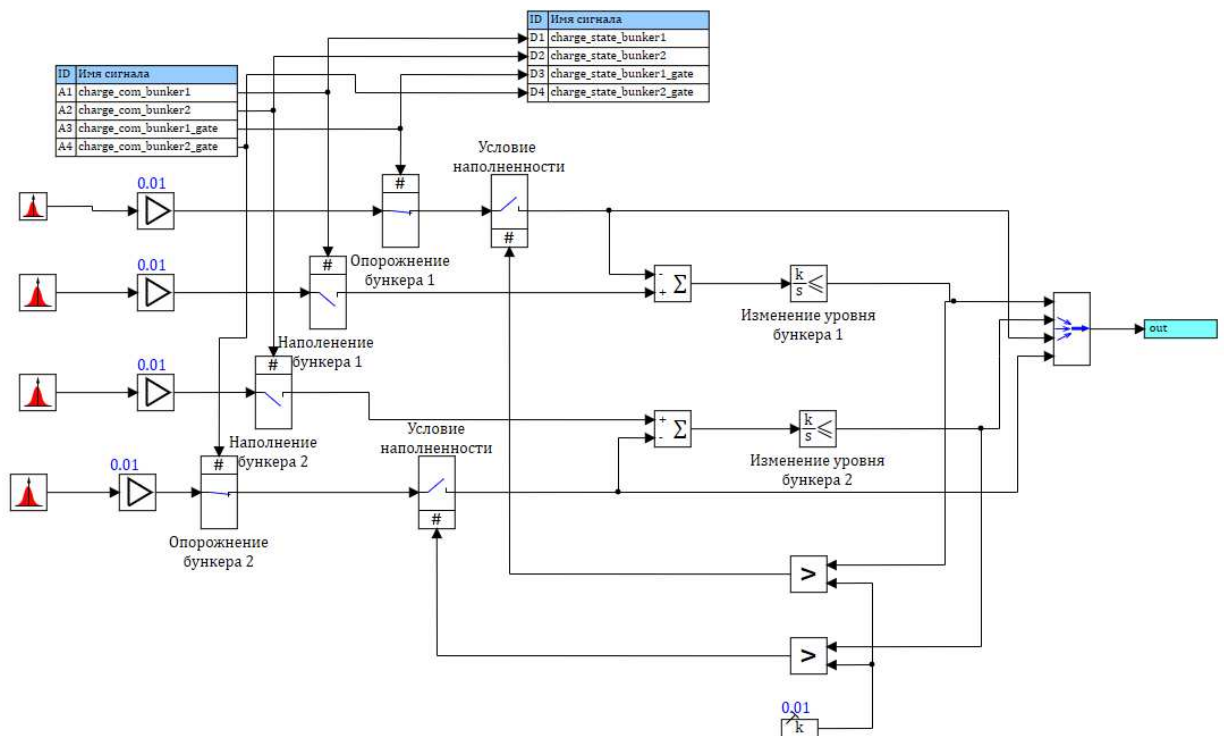 ID Имя сигнала
D1 charge_state_bunker1
D2 charge_state_bunker2
D3 charge_state_bunker1_gate
D4 charge_state_bunker2_gate
ID Имя сигнала
A1 charge_com_bunker1
A2 charge_com_bunker2
A3 charge_com_bunker1_gate
A4 charge_com_bunker2_gate
Условие
наполненности
0.01
#
#
Опорожнение
бункера 1
0.01
#
- + Σ
k/s ≤
Изменение уровня
бункера 1
out
Наполенение
бункера 1
0.01
#
Наполнение
бункера 2
Условие
наполненности
+ - Σ
k/s ≤
Изменение уровня
бункера 2
0.01
#
#
Опорожнение
бункера 2
>
>
0.01
k